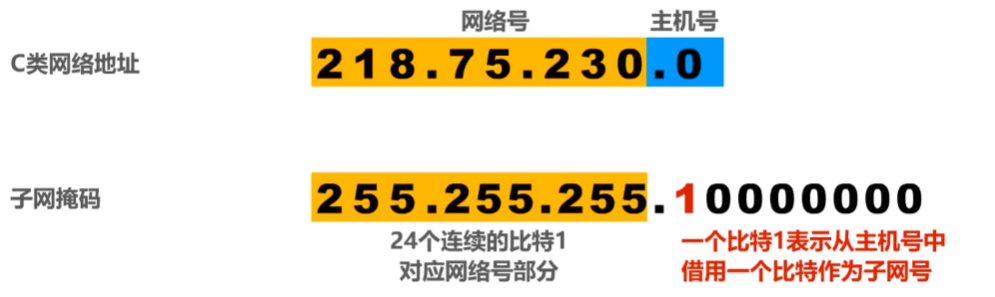 网络号 主机号
C类网络地址 218.75.230.0
子网掩码 255.255.255.10000000
24个连续的比特1
对应网络号部分
一个比特1表示从主机号中
借用一个比特作为子网号